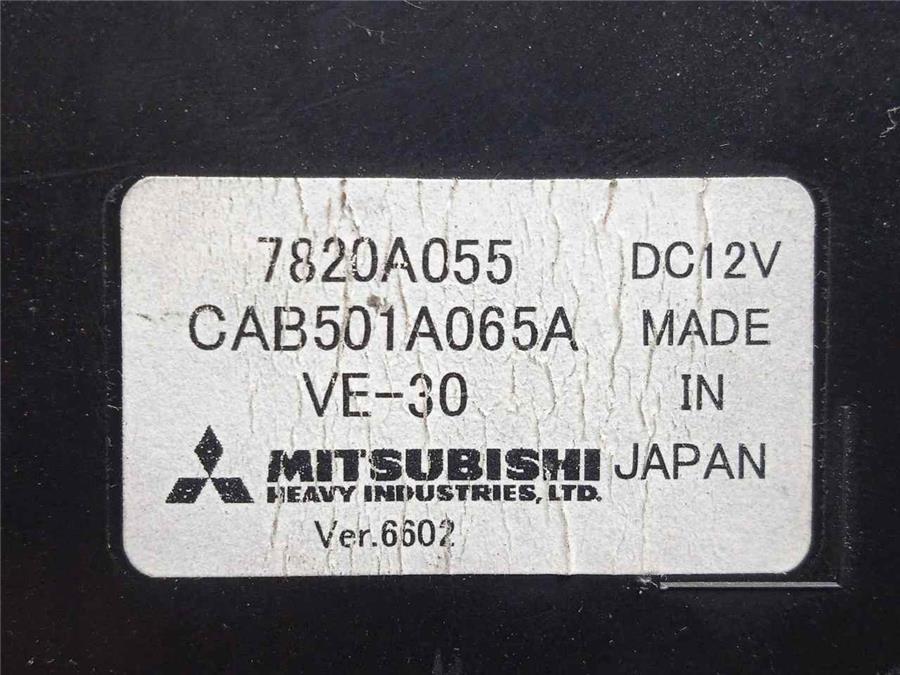 7820A055 DC12V
CAB501A065A MADE
VE-30 IN
MITSUBISHI JAPAN
HEAVY INDUSTRIES, LTD.
Ver.6602